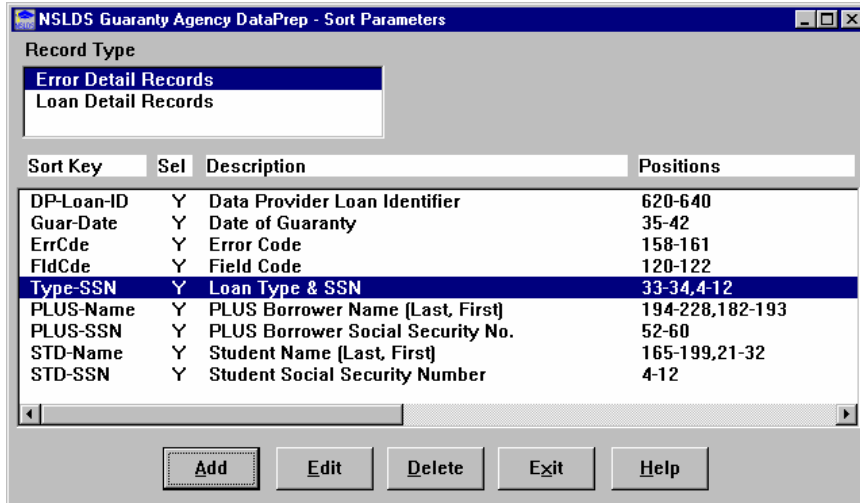 NSLDS Guaranty Agency DataPrep - Sort Parameters
Record Type
Error Detail Records
Loan Detail Records
Sort Key Sel Description Positions
DP-Loan-ID Y Data Provider Loan Identifier 620-640
Guar-Date Y Date of Guaranty 35-42
ErrCde Y Error Code 158-161
FldCde Y Field Code 120-122
Type-SSN Y Loan Type & SSN 33-34,4-12
PLUS-Name Y PLUS Borrower Name (Last, First) 194-228,182-193
PLUS-SSN Y PLUS Borrower Social Security No. 52-60
STD-Name Y Student Name (Last, First) 165-199,21-32
STD-SSN Y Student Social Security Number 4-12
Add Edit Delete Exit Help